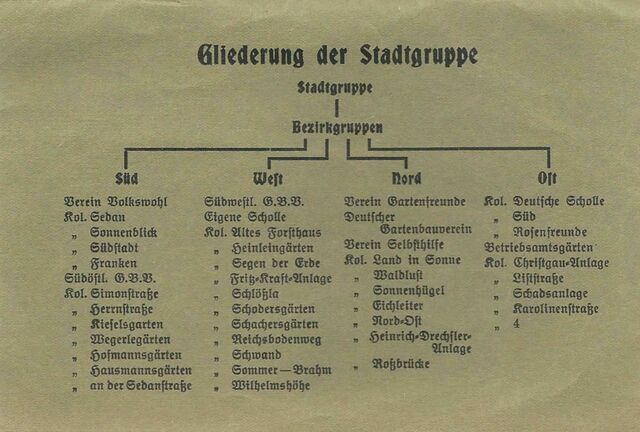 Gliederung der Stadtgruppe
Stadtgruppe
Bezirkgruppen
Süd
Verein Volkswohl
Kol. Sedan
„ Sonnenblick
„ Südstadt
„ Franken
Südöstl. G.B.V.
Kol. Simonstraße
„ Herrnstraße
„ Kieselsgarten
„ Wegerlegärten
„ Hofmannsgärten
„ Hausmannsgärten
„ an der Sedanstraße
West
Südwestl. G.B.V.
Eigene Scholle
Kol. Altes Forsthaus
„ Heinleingärten
„ Segen der Erde
„ Fritz-Kraft-Anlage
„ Schlößla
„ Schodersgärten
„ Schachersgärten
„ Reichsbodenweg
„ Schwand
„ Sommer—Brahm
„ Wilhelmshöhe
Nord
Verein Gartenfreunde
Deutscher
Gartenbauverein
Verein Selbsthilfe
Kol. Land in Sonne
„ Waldlust
„ Sonnenhügel
„ Eichleiter
„ Nord-Ost
„ Heinrich-Drechsler-
Anlage
„ Roßbrücke
Ost
Kol. Deutsche Scholle
„ Süd
„ Rosenfreunde
Betriebsamtsgärten
Kol. Christgau-Anlage
„ Liststraße
„ Schadsanlage
„ Karolinenstraße
„ 4